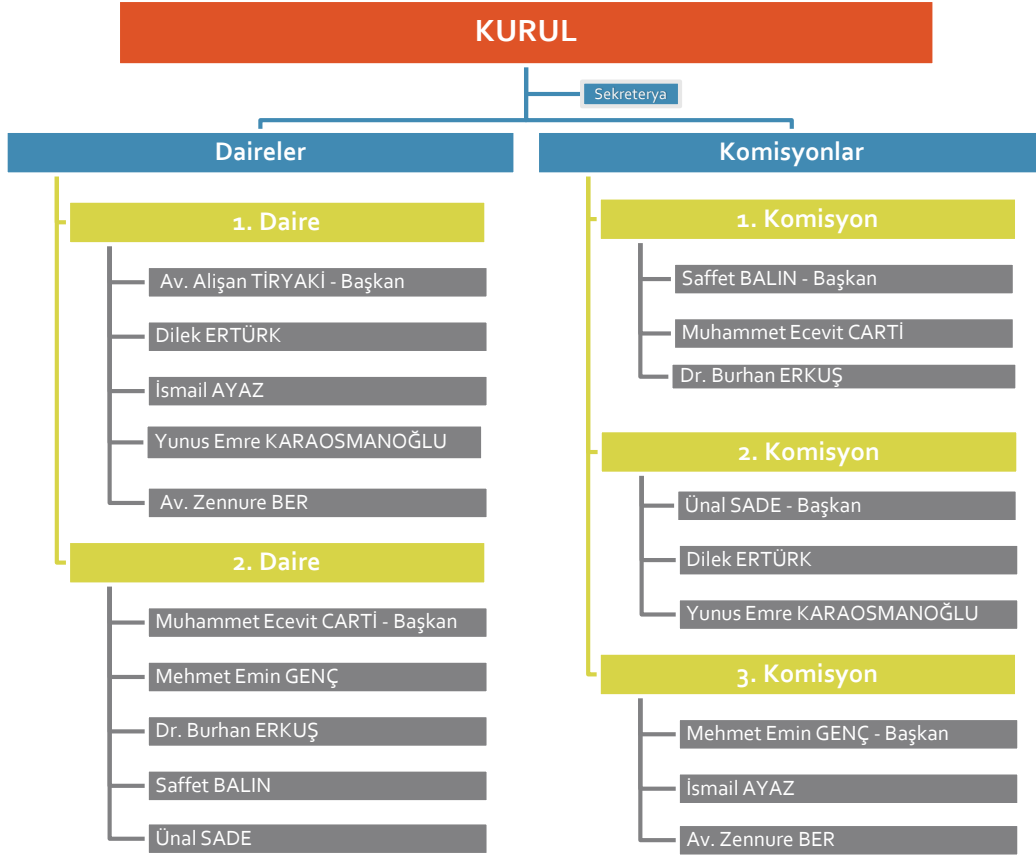 KURUL
Sekreterya
Daireler
1. Daire
Av. Alişan TİRYAKİ - Başkan
Dilek ERTÜRK
İsmail AYAZ
Yunus Emre KARAOSMANOĞLU
Av. Zennure BER
2. Daire
Muhammet Ecevit CARTİ - Başkan
Mehmet Emin GENÇ
Dr. Burhan ERKUŞ
Saffet BALIN
Ünal SADE
Komisyonlar
1. Komisyon
Saffet BALIN - Başkan
Muhammet Ecevit CARTİ
Dr. Burhan ERKUŞ
2. Komisyon
Ünal SADE - Başkan
Dilek ERTÜRK
Yunus Emre KARAOSMANOĞLU
3. Komisyon
Mehmet Emin GENÇ - Başkan
İsmail AYAZ
Av. Zennure BER